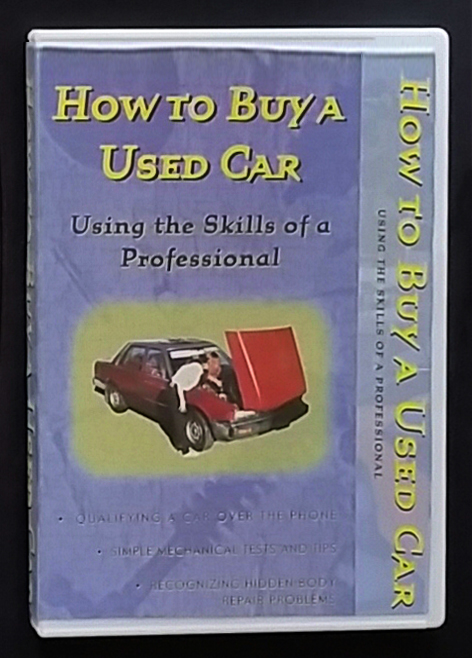 How to Buy a
Used Car
Using the Skills of a
Professional
• Qualifying a car over the phone
• Simple mechanical tests and tips
• Recognizing hidden body
repair problems
How to Buy a Used Car
Using the Skills of a Professional